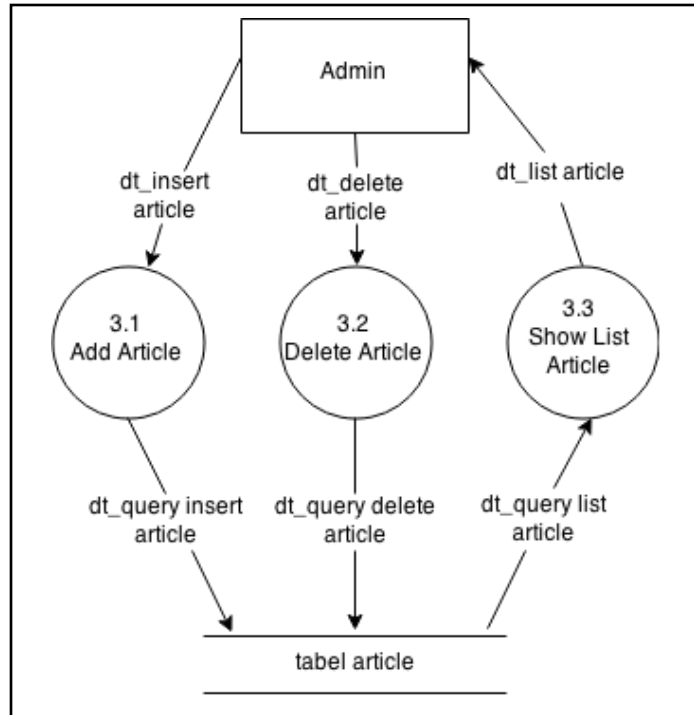 Admin
dt_insert
article
dt_delete
article
dt_list article
3.1
Add Article
3.2
Delete Article
3.3
Show List
Article
dt_query insert
article
dt_query delete
article
dt_query list
article
tabel article